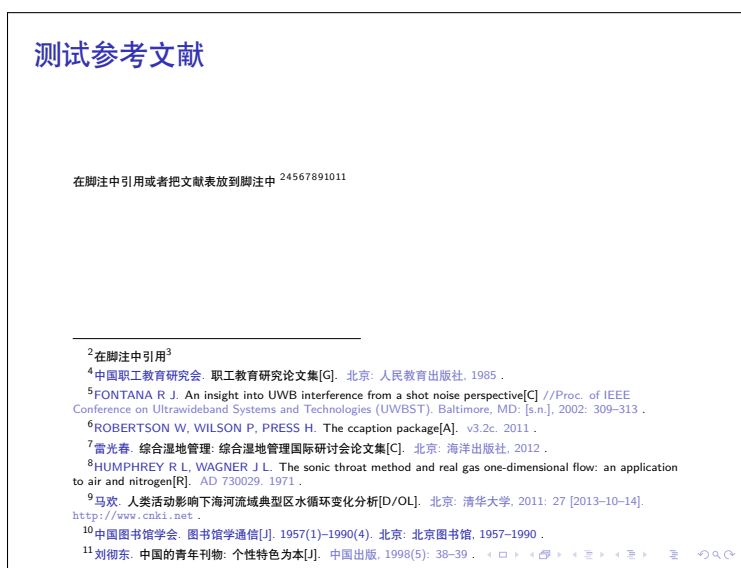 测试参考文献
在脚注中引用或者把文献表放到脚注中 24567891011
2在脚注中引用3
4中国职工教育研究会. 职工教育研究论文集[G]. 北京: 人民教育出版社, 1985 .
5FONTANA R J. An insight into UWB interference from a shot noise perspective[C] //Proc. of IEEE
Conference on Ultrawideband Systems and Technologies (UWBST). Baltimore, MD: [s.n.], 2002: 309–313 .
6ROBERTSON W, WILSON P, PRESS H. The ccaption package[A]. v3.2c. 2011 .
7雷光春. 综合湿地管理: 综合湿地管理国际研讨会论文集[C]. 北京: 海洋出版社, 2012 .
8HUMPHREY R L, WAGNER J L. The sonic throat method and real gas one-dimensional flow: an application
to air and nitrogen[R]. AD 730029. 1971 .
9马欢. 人类活动影响下海河流域典型区水循环变化分析[D/OL]. 北京: 清华大学, 2011: 27 [2013–10–14].
http://www.cnki.net .
10中国图书馆学会. 图书馆学通信[J]. 1957(1)–1990(4). 北京: 北京图书馆, 1957–1990 .
11刘彻东. 中国的青年刊物: 个性特色为本[J]. 中国出版, 1998(5): 38–39 .